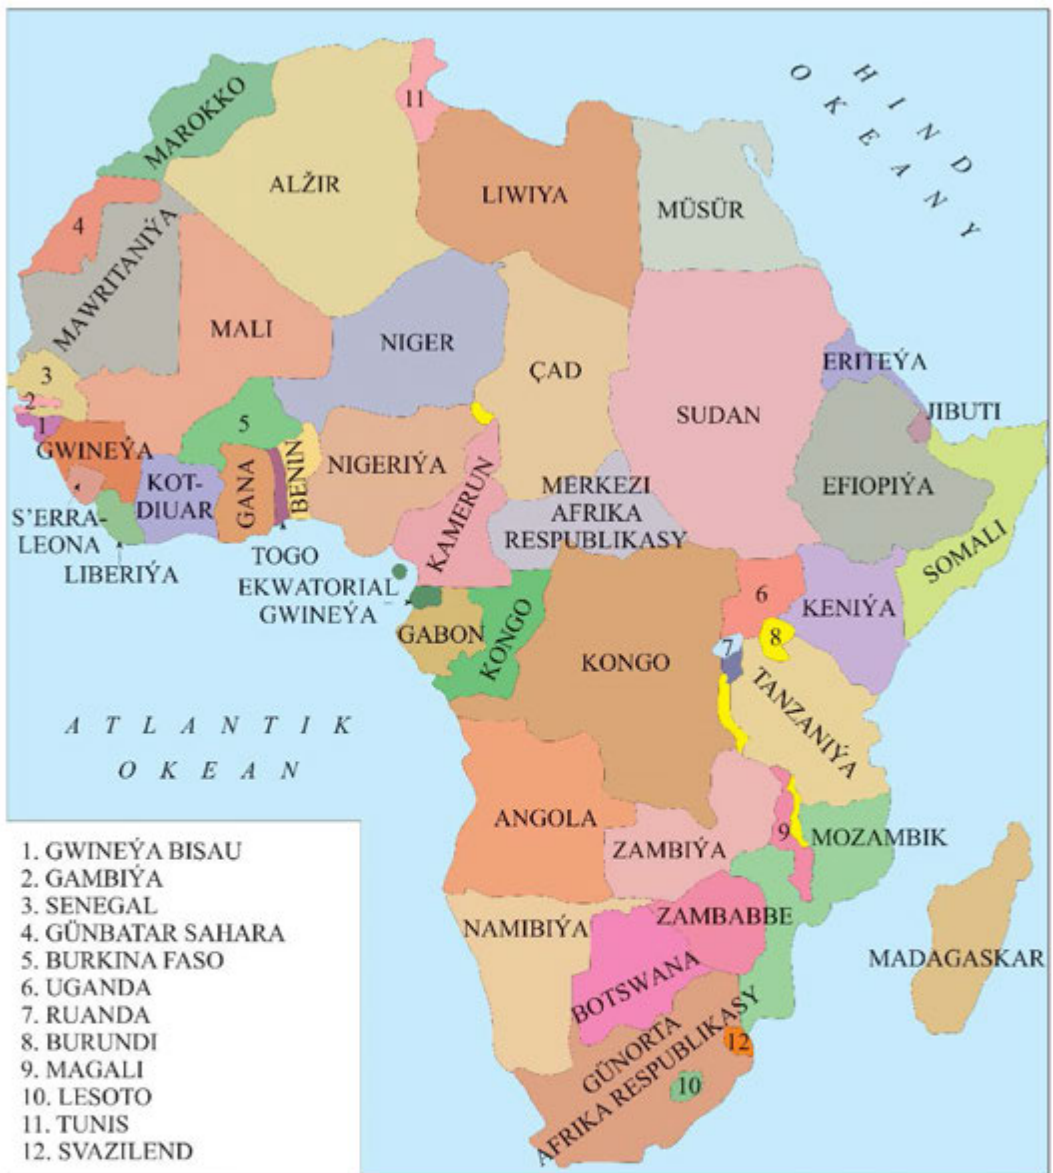 HIND
OKEANY
MAROKKO
11
ALŽIR
LIWIYA
MÜSÜR
4
MAWRITANIÝA
MALI
NIGER
ÇAD
SUDAN
ERITEÝA
JIBUTI
3
2
1
5
GWINEÝA
KOT-
DIUAR
GANA
BENIN
NIGERIÝA
KAMERUN
MERKEZI
AFRIKA
RESPUBLIKASY
EFIOPIÝA
SOMALI
S’ERRA-
LEONA
LIBERIÝA
TOGO
EKWATORIAL
GWINEÝA
GABON
KONGO
KONGO
6
KENIÝA
7
8
TANZANIÝA
ATLANTIK
OKEAN
ANGOLA
ZAMBIÝA
9
MOZAMBIK
NAMIBIÝA
ZAMBABBE
BOTSWANA
MADAGASKAR
GÜNORTA
AFRIKA RESPUBLIKASY
12
10
1. GWINEÝA BISAU
2. GAMBIÝA
3. SENEGAL
4. GÜNBATAR SAHARA
5. BURKINA FASO
6. UGANDA
7. RUANDA
8. BURUNDI
9. MAGALI
10. LESOTO
11. TUNIS
12. SVAZILEND